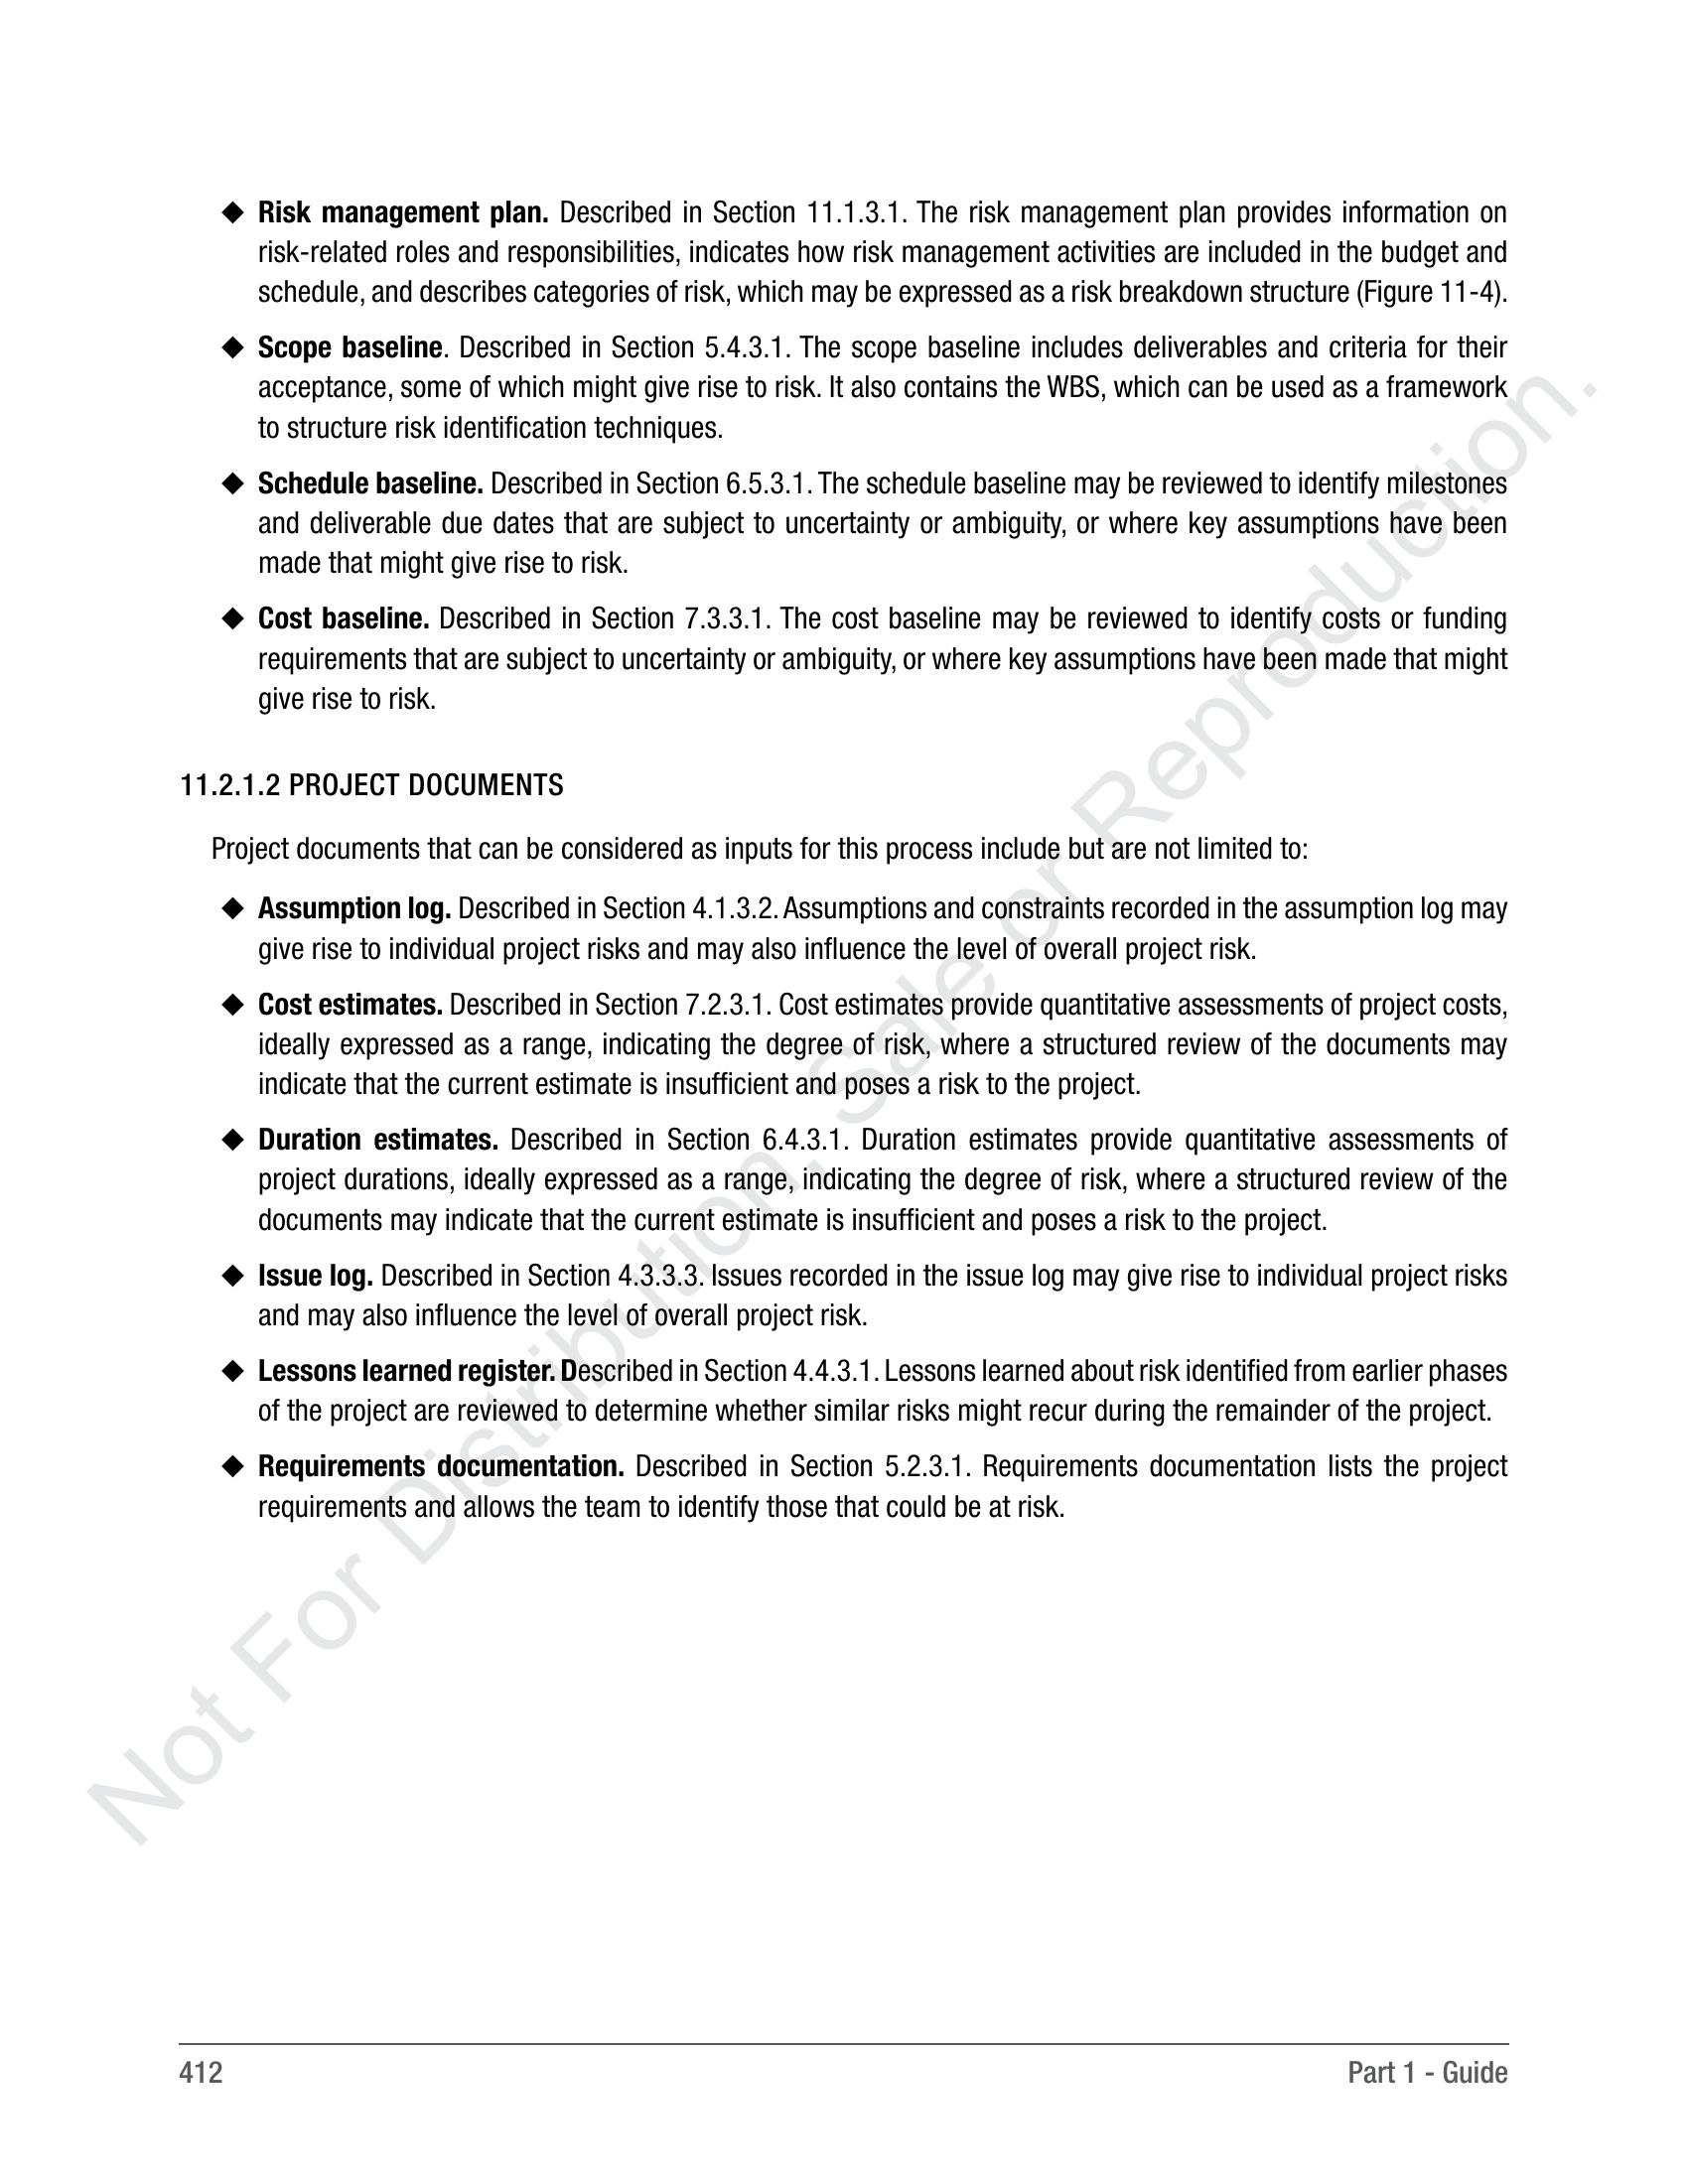 ◆ Risk management plan. Described in Section 11.1.3.1. The risk management plan provides information on
risk-related roles and responsibilities, indicates how risk management activities are included in the budget and
schedule, and describes categories of risk, which may be expressed as a risk breakdown structure (Figure 11-4).
◆ Scope baseline. Described in Section 5.4.3.1. The scope baseline includes deliverables and criteria for their
acceptance, some of which might give rise to risk. It also contains the WBS, which can be used as a framework
to structure risk identification techniques.
◆ Schedule baseline. Described in Section 6.5.3.1. The schedule baseline may be reviewed to identify milestones
and deliverable due dates that are subject to uncertainty or ambiguity, or where key assumptions have been
made that might give rise to risk.
◆ Cost baseline. Described in Section 7.3.3.1. The cost baseline may be reviewed to identify costs or funding
requirements that are subject to uncertainty or ambiguity, or where key assumptions have been made that might
give rise to risk.
11.2.1.2 PROJECT DOCUMENTS
Project documents that can be considered as inputs for this process include but are not limited to:
◆ Assumption log. Described in Section 4.1.3.2. Assumptions and constraints recorded in the assumption log may
give rise to individual project risks and may also influence the level of overall project risk.
◆ Cost estimates. Described in Section 7.2.3.1. Cost estimates provide quantitative assessments of project costs,
ideally expressed as a range, indicating the degree of risk, where a structured review of the documents may
indicate that the current estimate is insufficient and poses a risk to the project.
◆ Duration estimates. Described in Section 6.4.3.1. Duration estimates provide quantitative assessments of
project durations, ideally expressed as a range, indicating the degree of risk, where a structured review of the
documents may indicate that the current estimate is insufficient and poses a risk to the project.
◆ Issue log. Described in Section 4.3.3.3. Issues recorded in the issue log may give rise to individual project risks
and may also influence the level of overall project risk.
◆ Lessons learned register. Described in Section 4.4.3.1. Lessons learned about risk identified from earlier phases
of the project are reviewed to determine whether similar risks might recur during the remainder of the project.
◆ Requirements documentation. Described in Section 5.2.3.1. Requirements documentation lists the project
requirements and allows the team to identify those that could be at risk.
Not For Distribution, Sale or Reproduction.
412
Part 1 - Guide